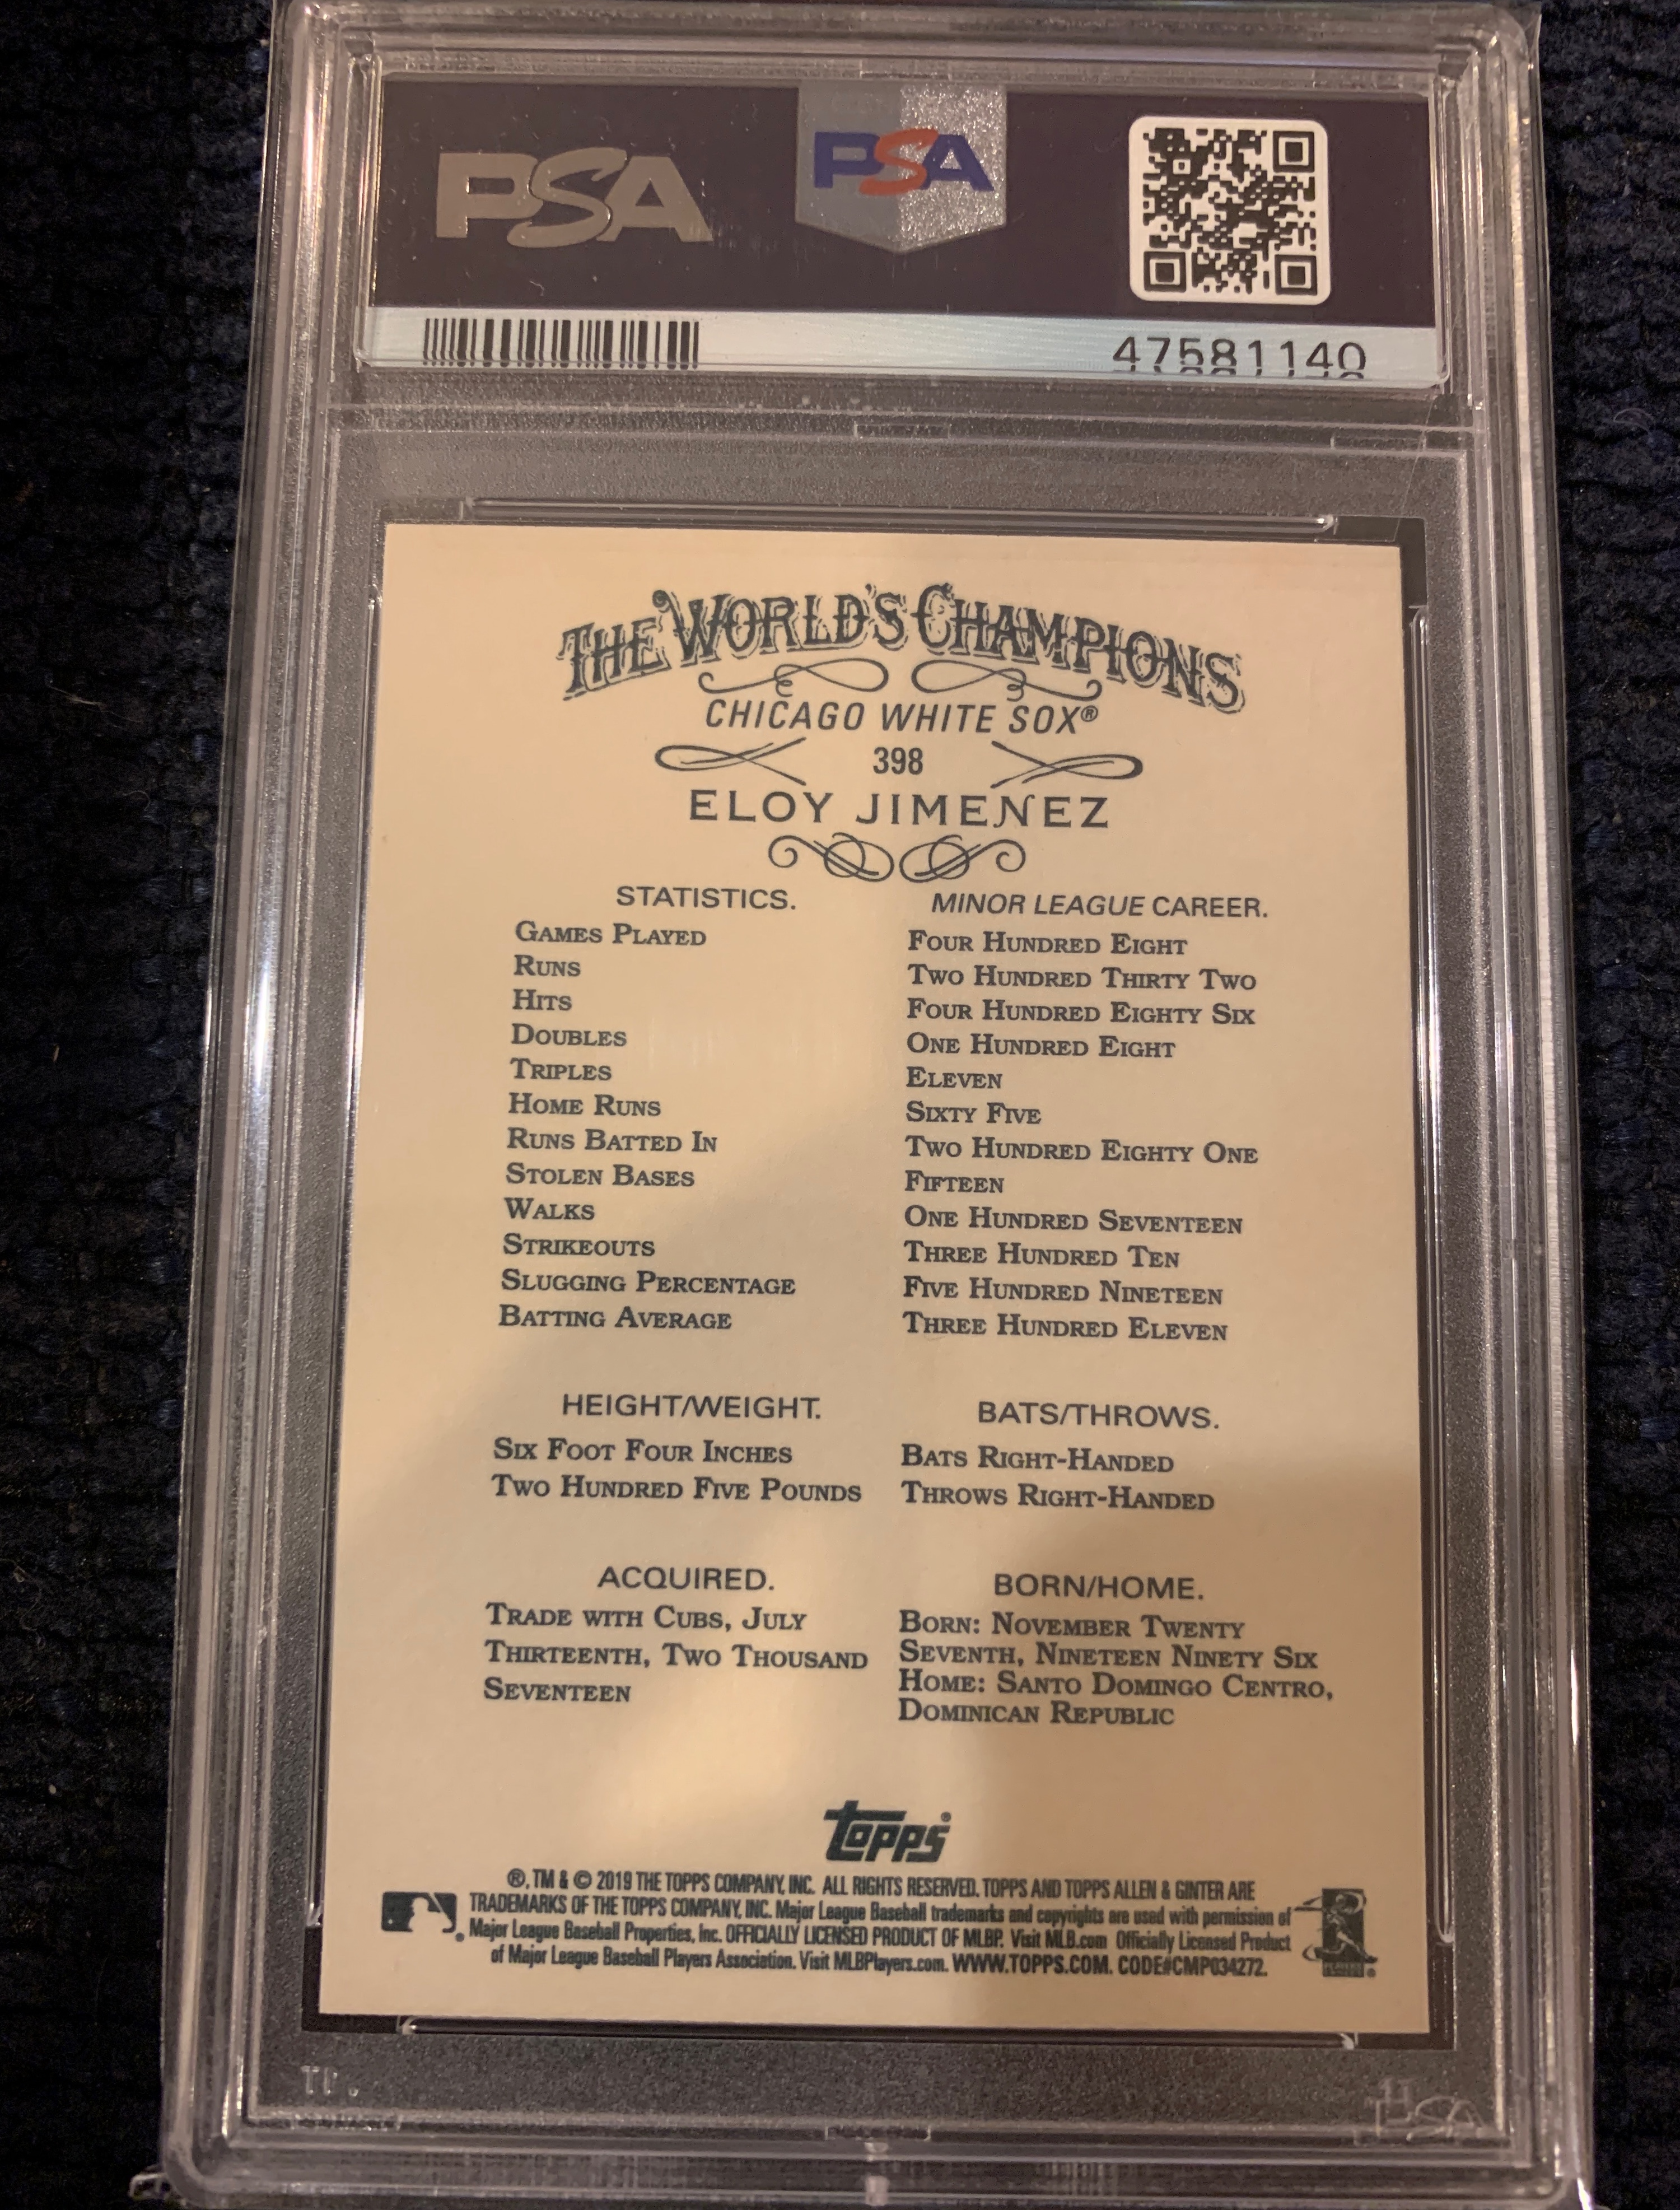 PSA
PSA
47581140
THE WORLD'S CHAMPIONS
CHICAGO WHITE SOX®
398
ELOY JIMENEZ
STATISTICS. MINOR LEAGUE CAREER.
GAMES PLAYED FOUR HUNDRED EIGHT
RUNS TWO HUNDRED THIRTY TWO
HITS FOUR HUNDRED EIGHTY SIX
DOUBLES ONE HUNDRED EIGHT
TRIPLES ELEVEN
HOME RUNS SIXTY FIVE
RUNS BATTED IN TWO HUNDRED EIGHTY ONE
STOLEN BASES FIFTEEN
WALKS ONE HUNDRED SEVENTEEN
STRIKEOUTS THREE HUNDRED TEN
SLUGGING PERCENTAGE FIVE HUNDRED NINETEEN
BATTING AVERAGE THREE HUNDRED ELEVEN
HEIGHT/WEIGHT.
SIX FOOT FOUR INCHES
TWO HUNDRED FIVE POUNDS
BATS/THROWS.
BATS RIGHT-HANDED
THROWS RIGHT-HANDED
ACQUIRED.
TRADE WITH CUBS, JULY
THIRTEENTH, TWO THOUSAND
SEVENTEEN
BORN/HOME.
BORN: NOVEMBER TWENTY
SEVENTH, NINETEEN NINETY SIX
HOME: SANTO DOMINGO CENTRO,
DOMINICAN REPUBLIC
topps®
®, TM & © 2019 THE TOPPS COMPANY, INC. ALL RIGHTS RESERVED. TOPPS AND TOPPS ALLEN & GINTER ARE
TRADEMARKS OF THE TOPPS COMPANY, INC. Major League Baseball trademarks and copyrights are used with permission of
Major League Baseball Properties, Inc. OFFICIALLY LICENSED PRODUCT OF MLBP. Visit MLB.com Officially Licensed Product
of Major League Baseball Players Association. Visit MLBPlayers.com. WWW.TOPPS.COM. CODE#CMP034272.
PSA